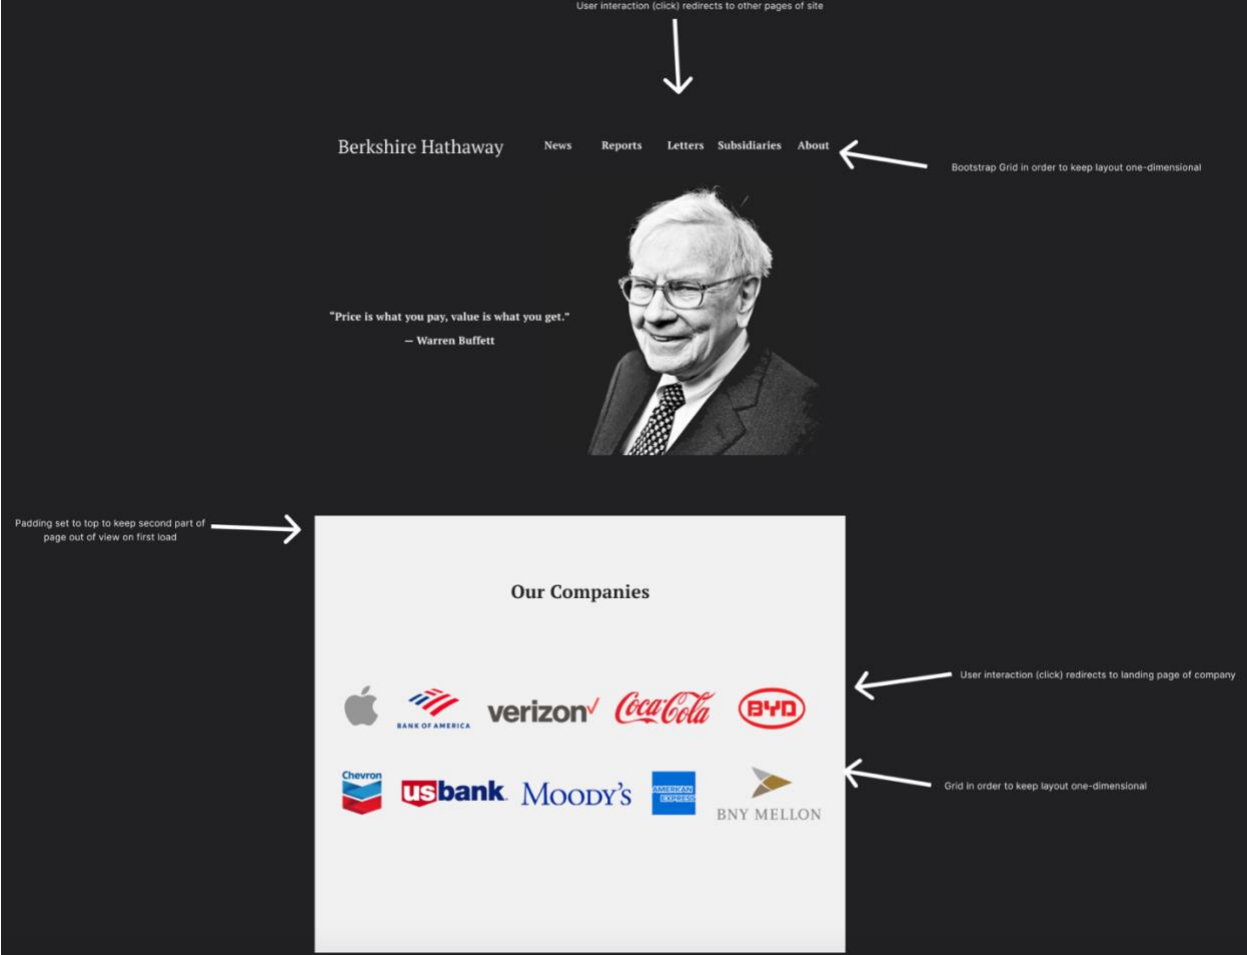 User interaction (click) redirects to other pages of site
Berkshire Hathaway News Reports Letters Subsidiaries About
Bootstrap Grid in order to keep layout one-dimensional
“Price is what you pay, value is what you get.”
— Warren Buffett
Padding set to top to keep second part of
page out of view on first load
Our Companies
User interaction (click) redirects to landing page of company
BANK OF AMERICA verizon Coca-Cola BYD
Chevron
usbank MOODY'S
AMERICAN
EXPRESS
BNY MELLON
Grid in order to keep layout one-dimensional